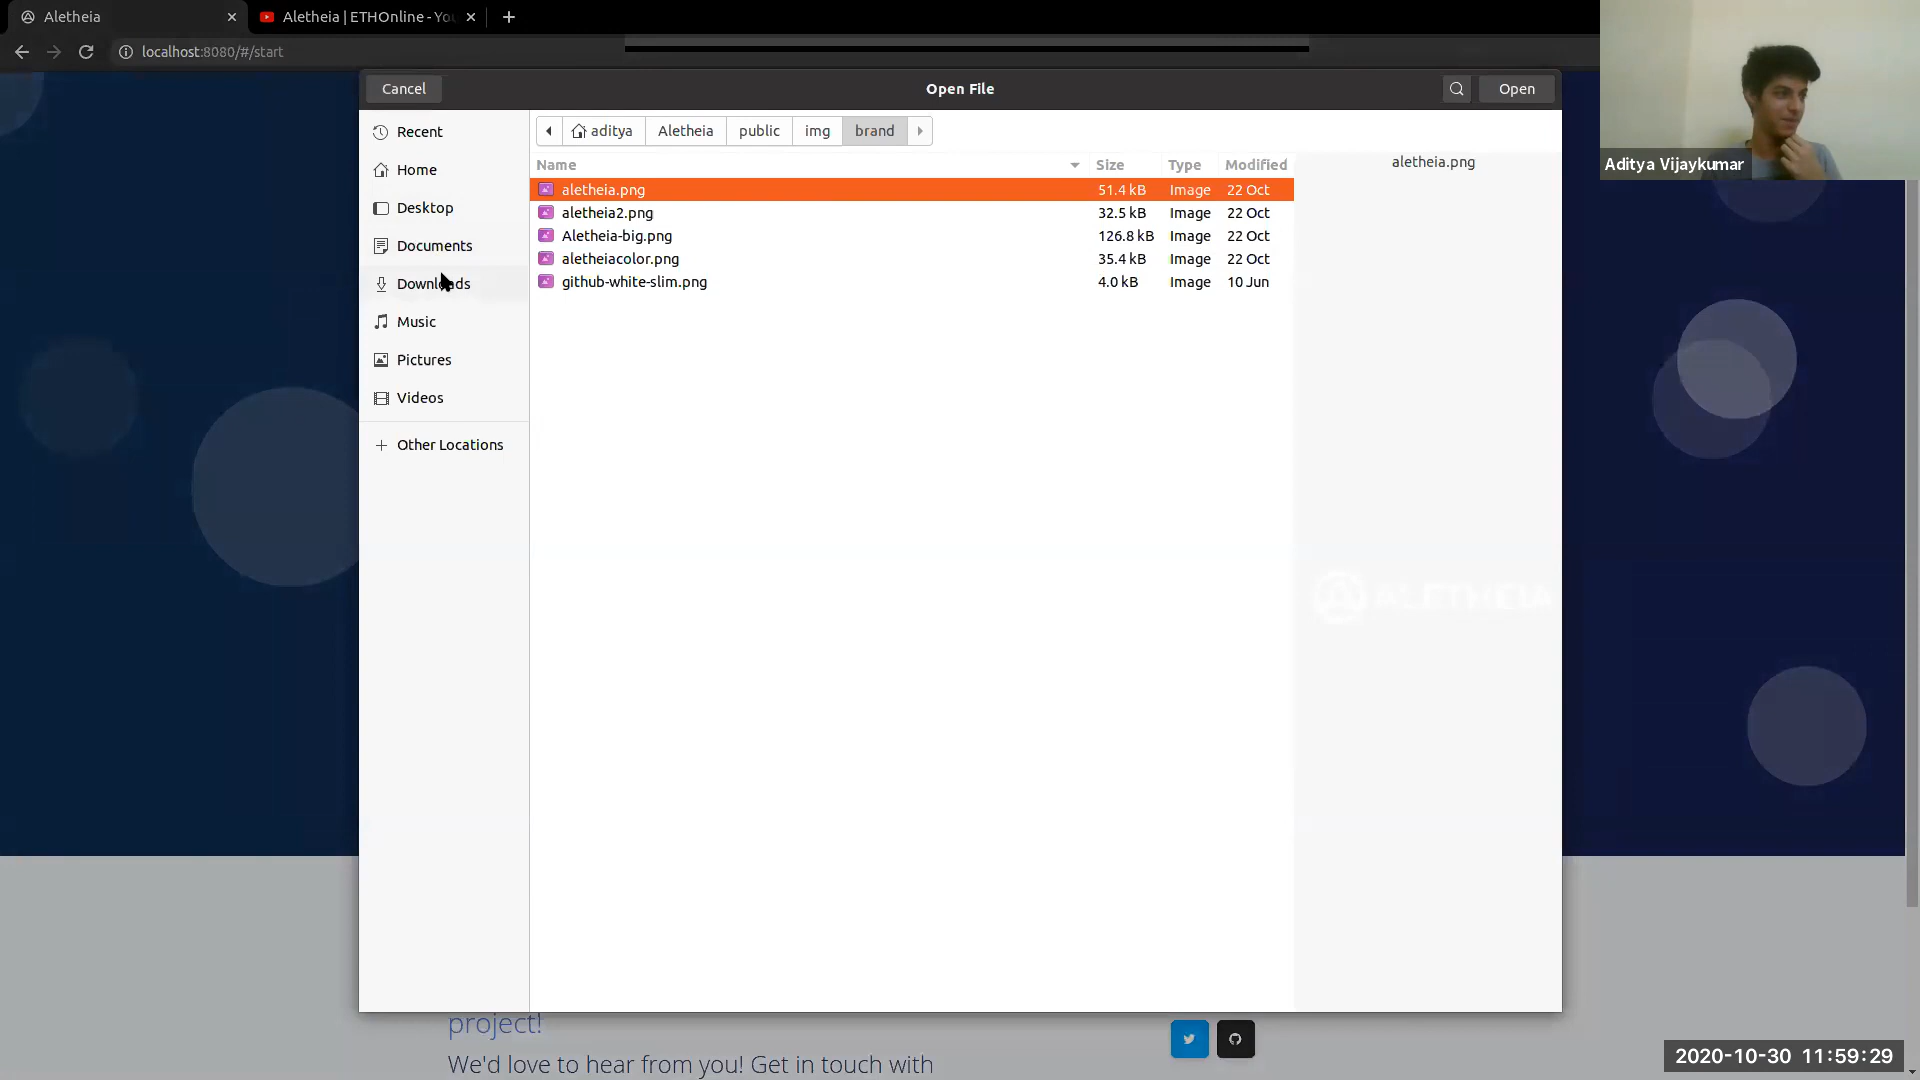 Aletheia
Aletheia | ETHOnline - You
localhost:8080/#/start
Cancel
Open File
Open
Recent
Home
Desktop
Documents
Downloads
Music
Pictures
Videos
Other Locations
aditya
Aletheia
public
img
brand
Name Size Type Modified
aletheia.png 51.4 kB Image 22 Oct
aletheia2.png 32.5 kB Image 22 Oct
Aletheia-big.png 126.8 kB Image 22 Oct
aletheiacolor.png 35.4 kB Image 22 Oct
github-white-slim.png 4.0 kB Image 10 Jun
aletheia.png
ALETHEIA
Aditya Vijaykumar
project!
We'd love to hear from you! Get in touch with
2020-10-30 11:59:29